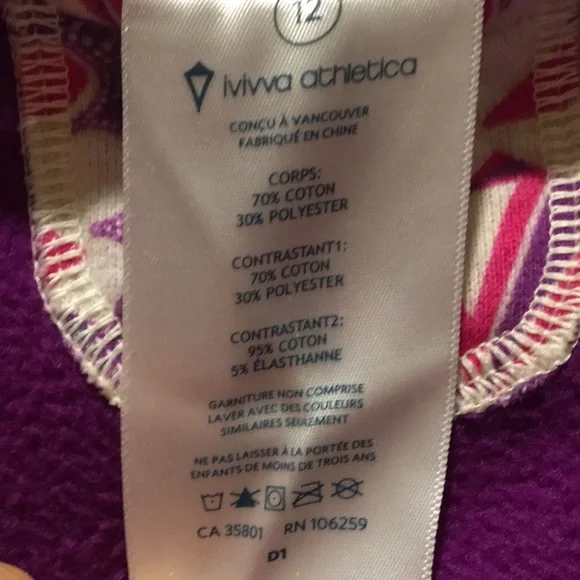 12
ivivva athletica
CONÇU À VANCOUVER
FABRIQUÉ EN CHINE
CORPS:
70% COTON
30% POLYESTER
CONTRASTANT1:
70% COTON
30% POLYESTER
CONTRASTANT2:
95% COTON
5% ÉLASTHANNE
GARNITURE NON COMPRISE
LAVER AVEC DES COULEURS
SIMILAIRES SEULEMENT
NE PAS LAISSER À LA PORTÉE DES
ENFANTS DE MOINS DE TROIS ANS
CA 35801 RN 106259
D1